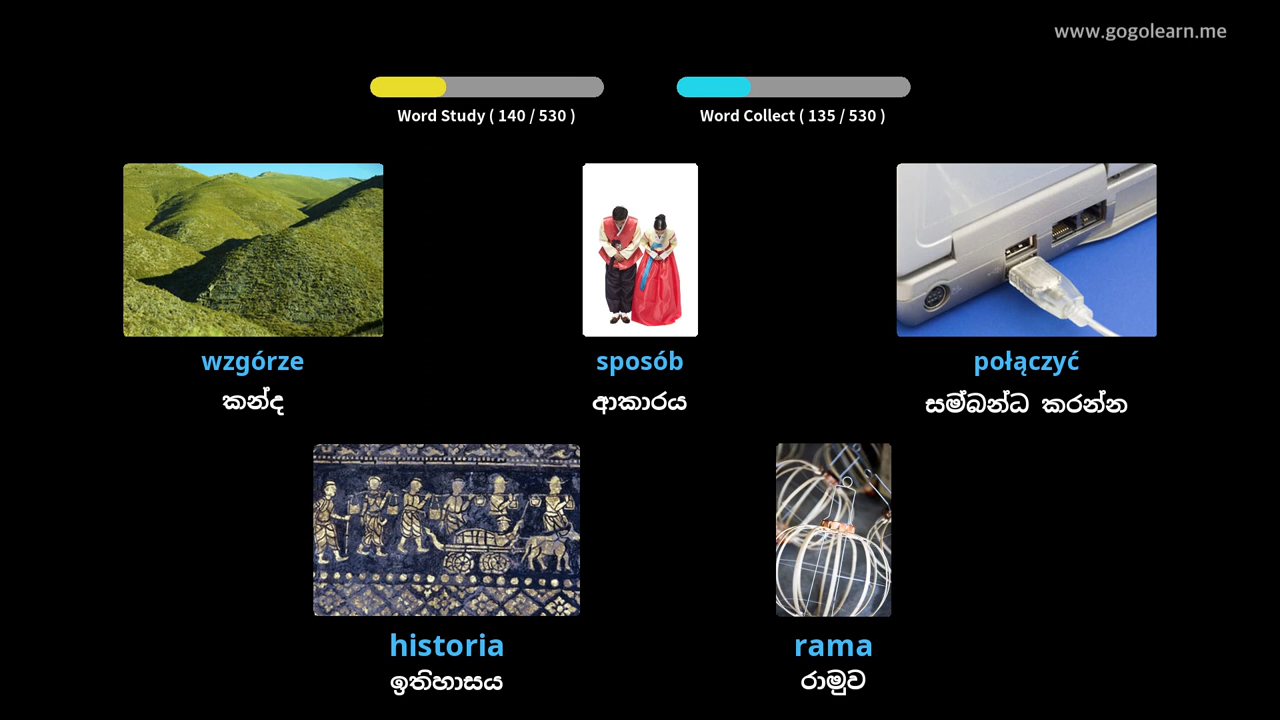 www.gogolearn.me
Word Study ( 140 / 530 )
Word Collect ( 135 / 530 )
wzgórze
කන්ද
sposób
ආකාරය
połączyć
සම්බන්ධ කරන්න
historia
ඉතිහාසය
rama
රාමුව